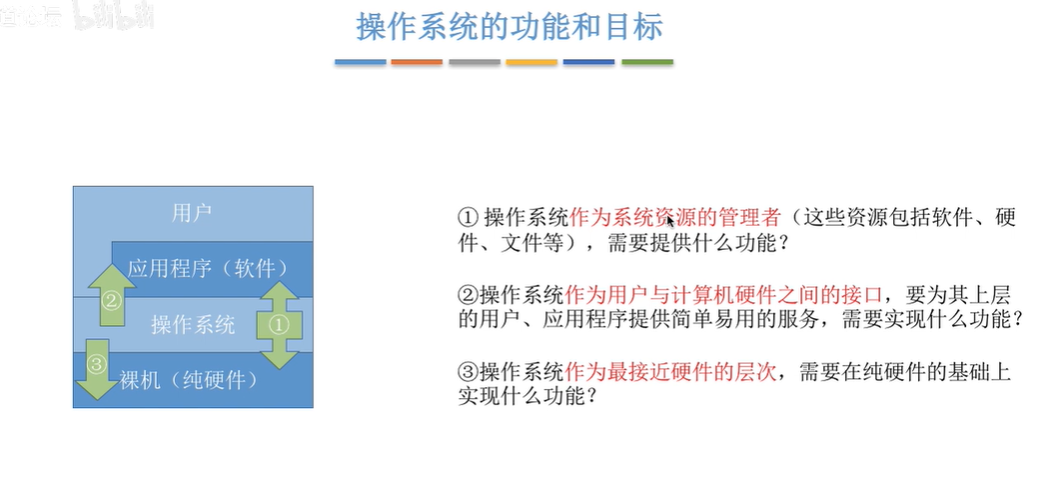 bilibili
操作系统的功能和目标
用户
应用程序（软件）
②
操作系统
①
③
裸机（纯硬件）
① 操作系统作为系统资源的管理者（这些资源包括软件、硬
件、文件等），需要提供什么功能？
②操作系统作为用户与计算机硬件之间的接口，要为其上层
的用户、应用程序提供简单易用的服务，需要实现什么功能？
③操作系统作为最接近硬件的层次，需要在纯硬件的基础上
实现什么功能？